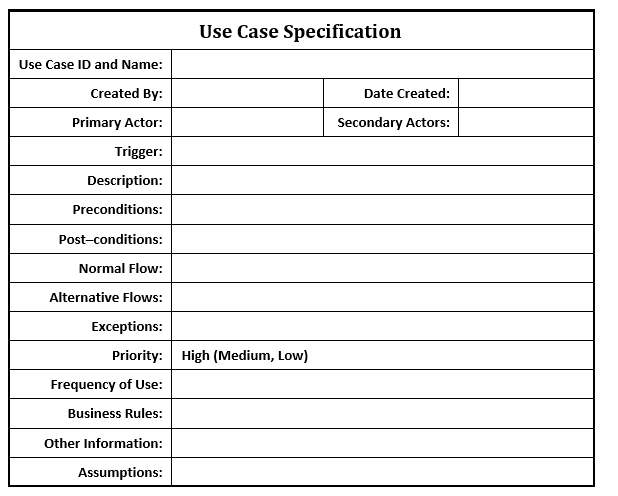 Use Case Specification
Use Case ID and Name:
Created By: Date Created:
Primary Actor: Secondary Actors:
Trigger:
Description:
Preconditions:
Post–conditions:
Normal Flow:
Alternative Flows:
Exceptions:
Priority: High (Medium, Low)
Frequency of Use:
Business Rules:
Other Information:
Assumptions: